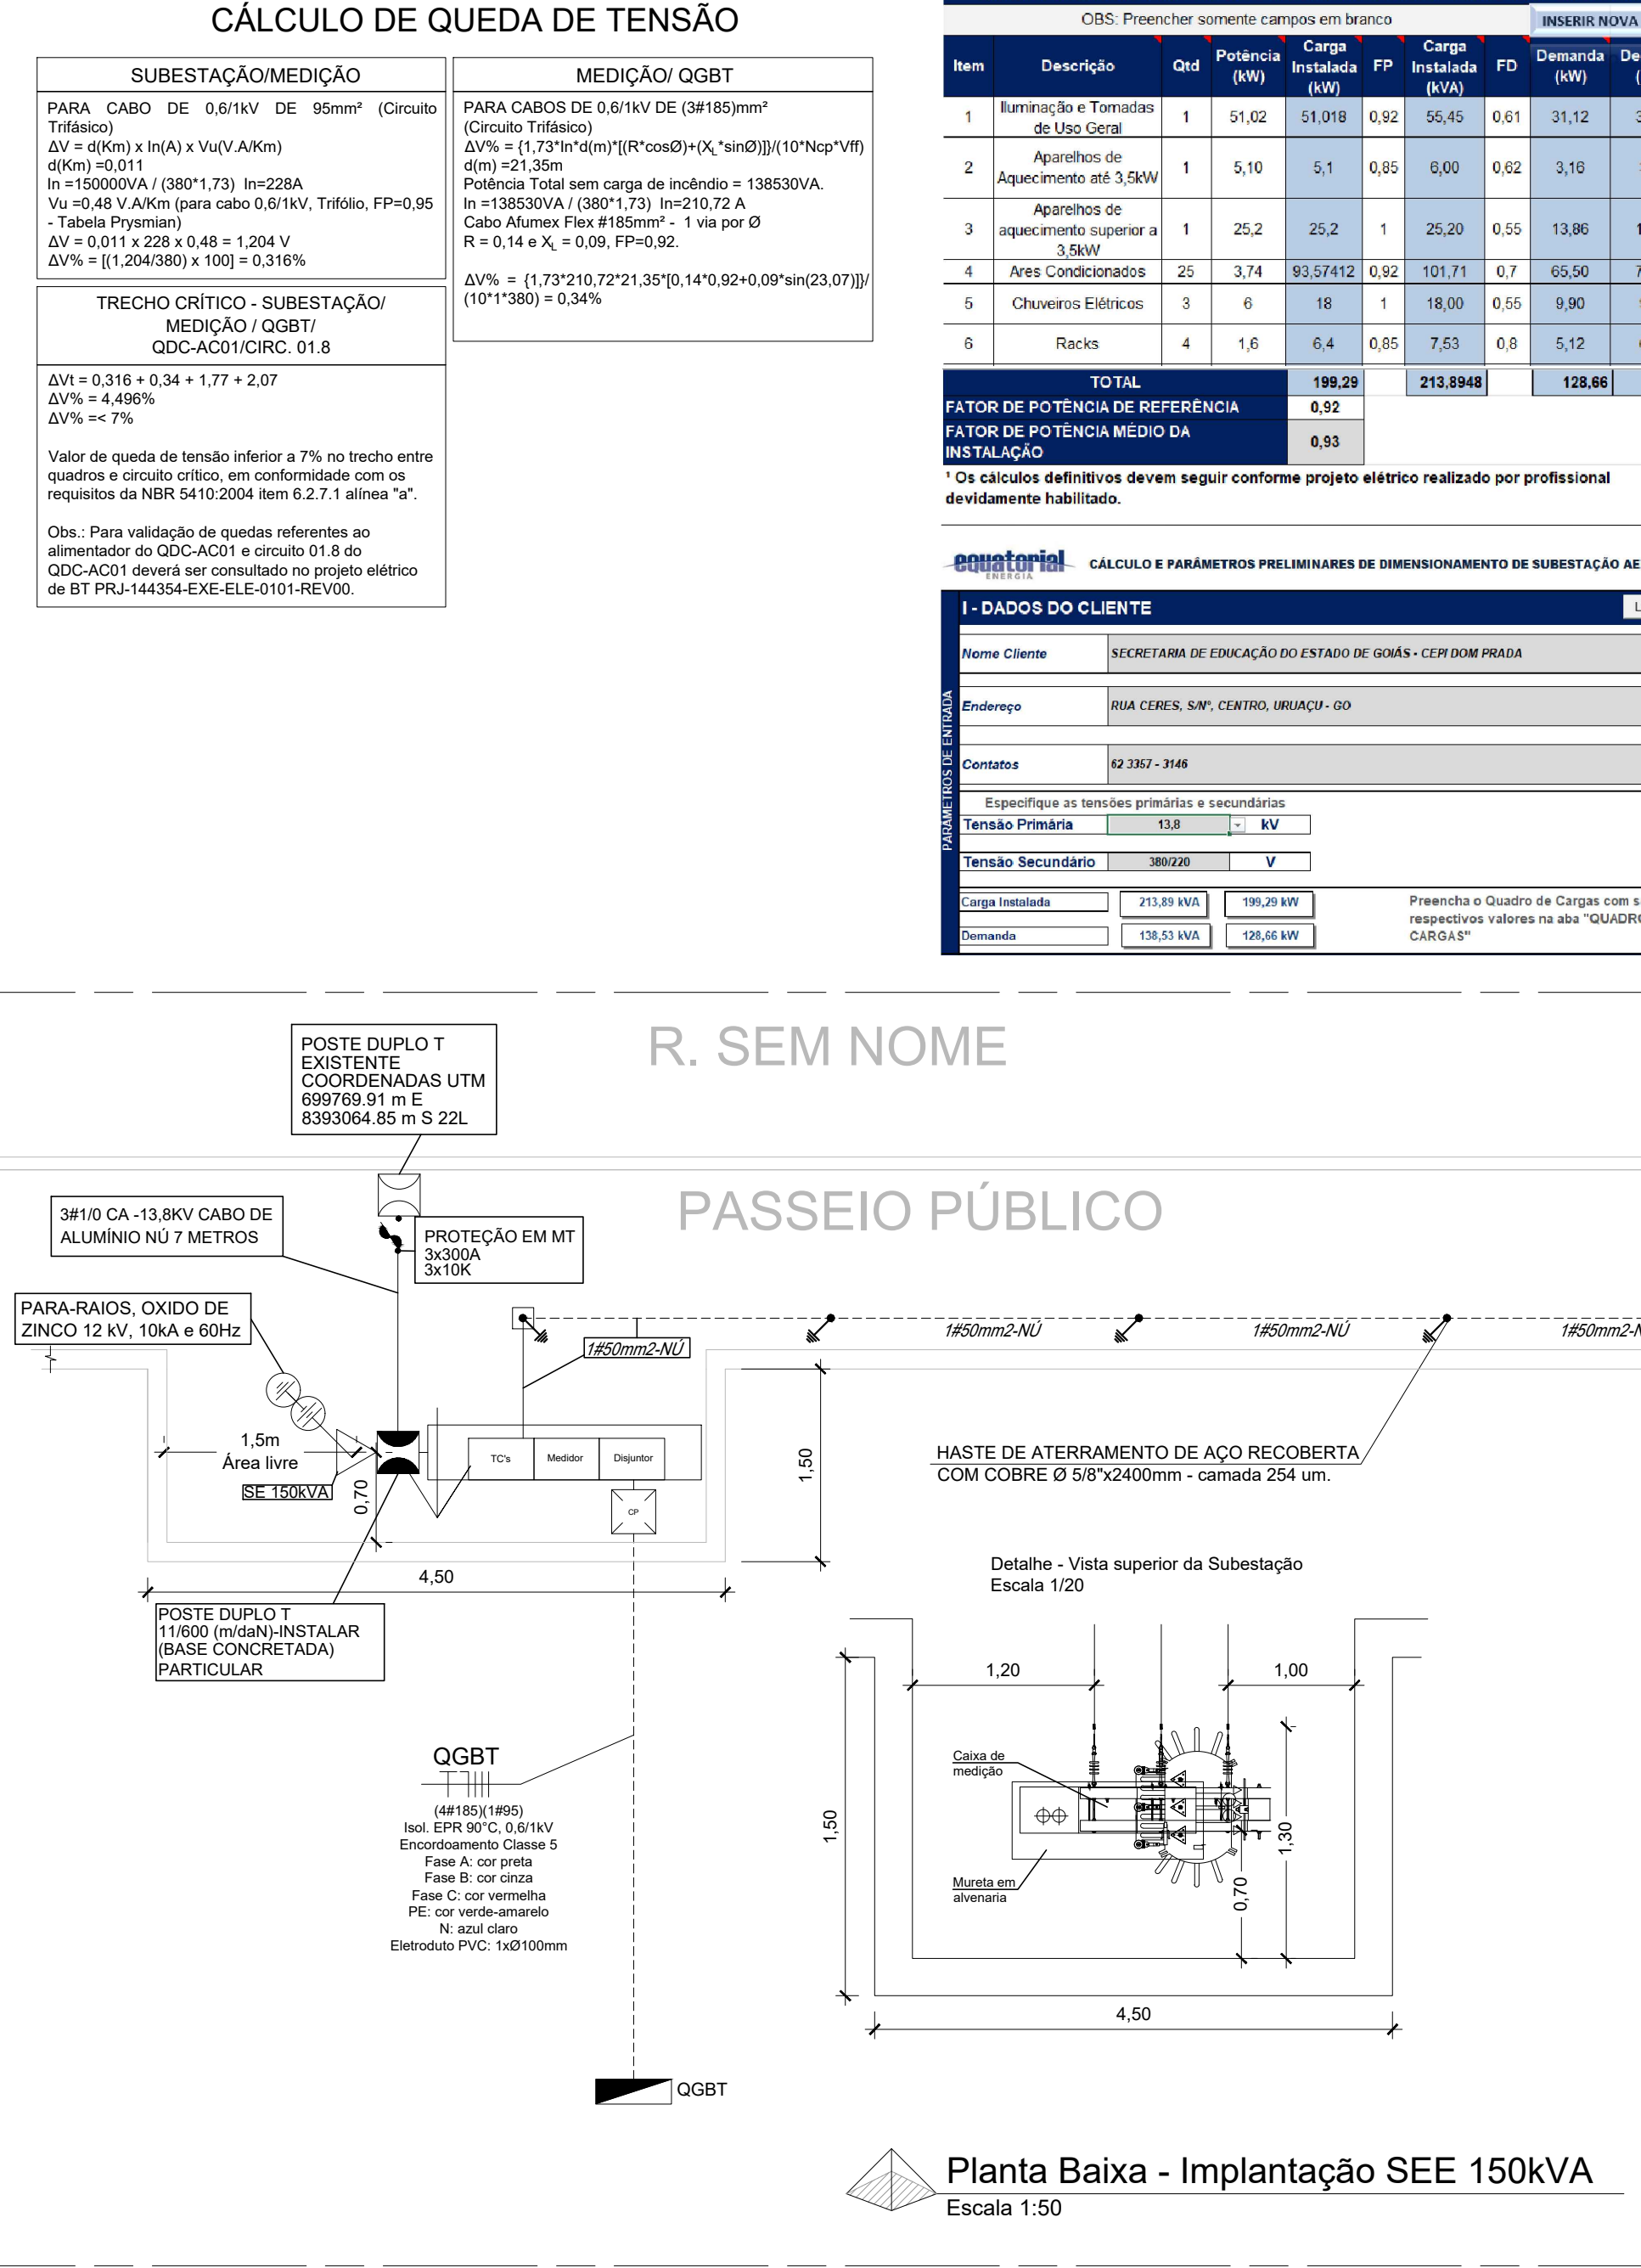 CÁLCULO DE QUEDA DE TENSÃO
SUBESTAÇÃO/MEDIÇÃO
PARA CABO DE 0,6/1kV DE 95mm² (Circuito
Trifásico)
ΔV = d(Km) x In(A) x Vu(V.A/Km)
d(Km) =0,011
In =150000VA / (380*1,73) In=228A
Vu =0,48 V.A/Km (para cabo 0,6/1kV, Trifólio, FP=0,95
- Tabela Prysmian)
ΔV = 0,011 x 228 x 0,48 = 1,204 V
ΔV% = [(1,204/380) x 100] = 0,316%
TRECHO CRÍTICO - SUBESTAÇÃO/
MEDIÇÃO / QGBT/
QDC-AC01/CIRC. 01.8
ΔVt = 0,316 + 0,34 + 1,77 + 2,07
ΔV% = 4,496%
ΔV% =< 7%
Valor de queda de tensão inferior a 7% no trecho entre
quadros e circuito crítico, em conformidade com os
requisitos da NBR 5410:2004 item 6.2.7.1 alínea "a".
Obs.: Para validação de quedas referentes ao
alimentador do QDC-AC01 e circuito 01.8 do
QDC-AC01 deverá ser consultado no projeto elétrico
de BT PRJ-144354-EXE-ELE-0101-REV00.
MEDIÇÃO/ QGBT
PARA CABOS DE 0,6/1kV DE (3#185)mm²
(Circuito Trifásico)
ΔV% = {1,73*In*d(m)*[(R*cosØ)+(XL*sinØ)]}/(10*Ncp*Vff)
d(m) =21,35m
Potência Total sem carga de incêndio = 138530VA.
In =138530VA / (380*1,73) In=210,72 A
Cabo Afumex Flex #185mm² - 1 via por Ø
R = 0,14 e XL = 0,09, FP=0,92.
ΔV% = {1,73*210,72*21,35*[0,14*0,92+0,09*sin(23,07)]}/
(10*1*380) = 0,34%
OBS: Preencher somente campos em branco INSERIR NOVA
Item Descrição Qtd Potência (kW) Carga Instalada (kW) FP Carga Instalada (kVA) FD Demanda (kW) De (
1 Iluminação e Tomadas de Uso Geral 1 51,02 51,018 0,92 55,45 0,61 31,12 3
2 Aparelhos de Aquecimento até 3,5kW 1 5,10 5,1 0,85 6,00 0,62 3,16
3 Aparelhos de aquecimento superior a 3,5kW 1 25,2 25,2 1 25,20 0,55 13,86 1
4 Ares Condicionados 25 3,74 93,57412 0,92 101,71 0,7 65,50 7
5 Chuveiros Elétricos 3 6 18 1 18,00 0,55 9,90
6 Racks 4 1,6 6,4 0,85 7,53 0,8 5,12
TOTAL 199,29 213,8948 128,66
FATOR DE POTÊNCIA DE REFERÊNCIA 0,92
FATOR DE POTÊNCIA MÉDIO DA
INSTALAÇÃO 0,93
¹ Os cálculos definitivos devem seguir conforme projeto elétrico realizado por profissional
devidamente habilitado.
equatorial
ENERGIA
CÁLCULO E PARÂMETROS PRELIMINARES DE DIMENSIONAMENTO DE SUBESTAÇÃO AE
PARÂMETROS DE ENTRADA
I - DADOS DO CLIENTE L
Nome Cliente SECRETARIA DE EDUCAÇÃO DO ESTADO DE GOIÁS - CEPI DOM PRADA
Endereço RUA CERES, S/Nº, CENTRO, URUAÇU - GO
Contatos 62 3357 - 3146
Especifique as tensões primárias e secundárias
Tensão Primária 13,8 kV
Tensão Secundário 380/220 V
Carga Instalada 213,89 kVA 199,29 kW
Demanda 138,53 kVA 128,66 kW
Preencha o Quadro de Cargas com s
respectivos valores na aba "QUADR
CARGAS"
R. SEM NOME
POSTE DUPLO T
EXISTENTE
COORDENADAS UTM
699769.91 m E
8393064.85 m S 22L
PASSEIO PÚBLICO
3#1/0 CA -13,8KV CABO DE
ALUMÍNIO NÚ 7 METROS
PROTEÇÃO EM MT
3x300A
3x10K
PARA-RAIOS, OXIDO DE
ZINCO 12 kV, 10kA e 60Hz
1#50mm2-NÚ
1#50mm2-NÚ
1#50mm2-NÚ
1#50mm2-N
1,5m
Área livre
SE 150kVA
0,70
TC's
Medidor
Disjuntor
CP
1,50
4,50
HASTE DE ATERRAMENTO DE AÇO RECOBERTA
COM COBRE Ø 5/8"x2400mm - camada 254 um.
POSTE DUPLO T
11/600 (m/daN)-INSTALAR
(BASE CONCRETADA)
PARTICULAR
Detalhe - Vista superior da Subestação
Escala 1/20
1,20
1,00
Caixa de
medição
Mureta em
alvenaria
1,50
1,30
0,70
4,50
QGBT
(4#185)(1#95)
Isol. EPR 90°C, 0,6/1kV
Encordoamento Classe 5
Fase A: cor preta
Fase B: cor cinza
Fase C: cor vermelha
PE: cor verde-amarelo
N: azul claro
Eletroduto PVC: 1xØ100mm
QGBT
Planta Baixa - Implantação SEE 150kVA
Escala 1:50